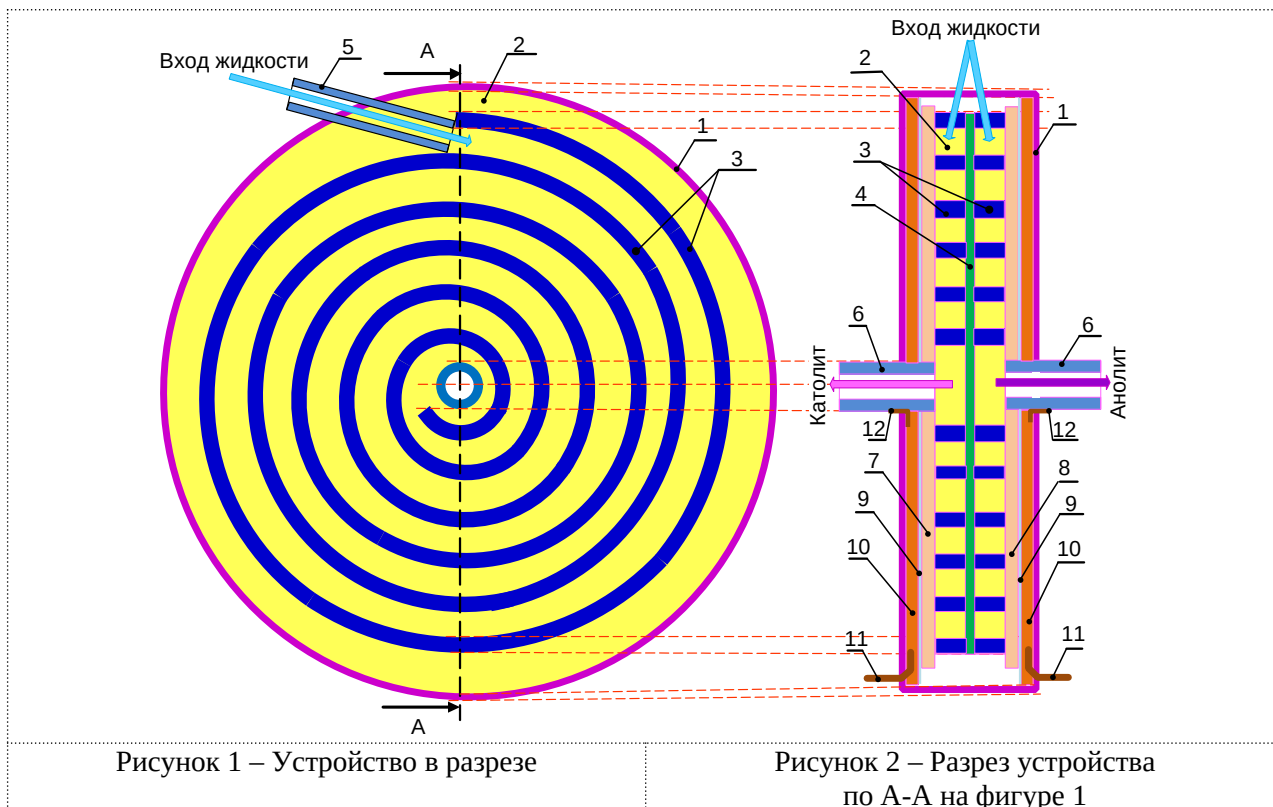 Вход жидкости
5
А
2
1
3
А
Вход жидкости
2
1
3
4
6
6
Католит
Анолит
12
12
7
8
9
9
10
10
11
11
Рисунок 1 – Устройство в разрезе
Рисунок 2 – Разрез устройства
по А-А на фигуре 1